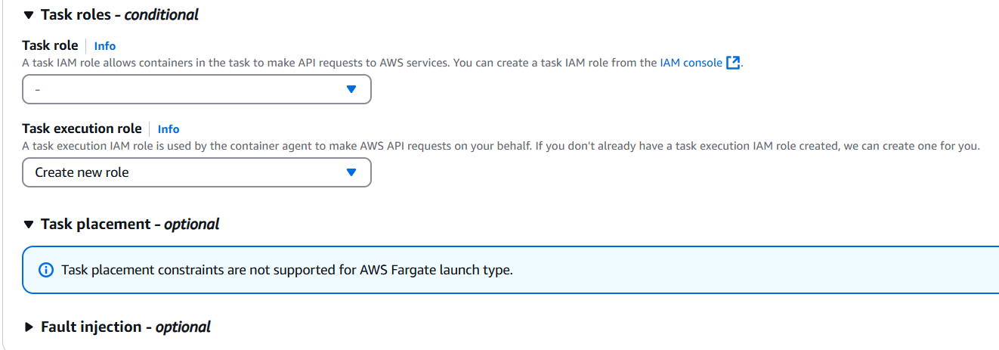 Task roles - conditional
Task role Info
A task IAM role allows containers in the task to make API requests to AWS services. You can create a task IAM role from the IAM console.
-
Task execution role Info
A task execution IAM role is used by the container agent to make AWS API requests on your behalf. If you don't already have a task execution IAM role created, we can create one for you.
Create new role
Task placement - optional
Task placement constraints are not supported for AWS Fargate launch type.
Fault injection - optional